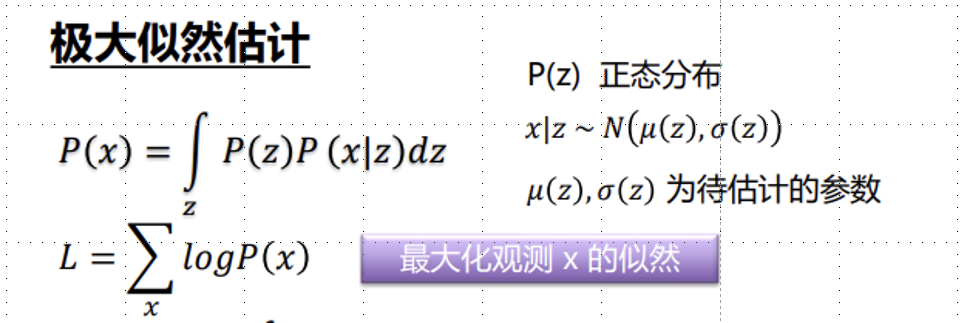 极大似然估计
P(z) 正态分布
x|z ~ N(μ(z), σ(z))
P(x) = ∫_z P(z)P(x|z)dz
μ(z), σ(z) 为待估计的参数
L = ∑_x logP(x)
最大化观测 x 的似然